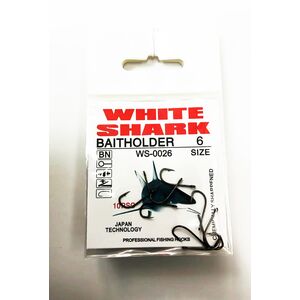 WHITE
SHARK
BAITHOLDER 6
BN WS-0026 SIZE
JAPAN
TECHNOLOGY
PROFESSIONAL FISHING HOOKS